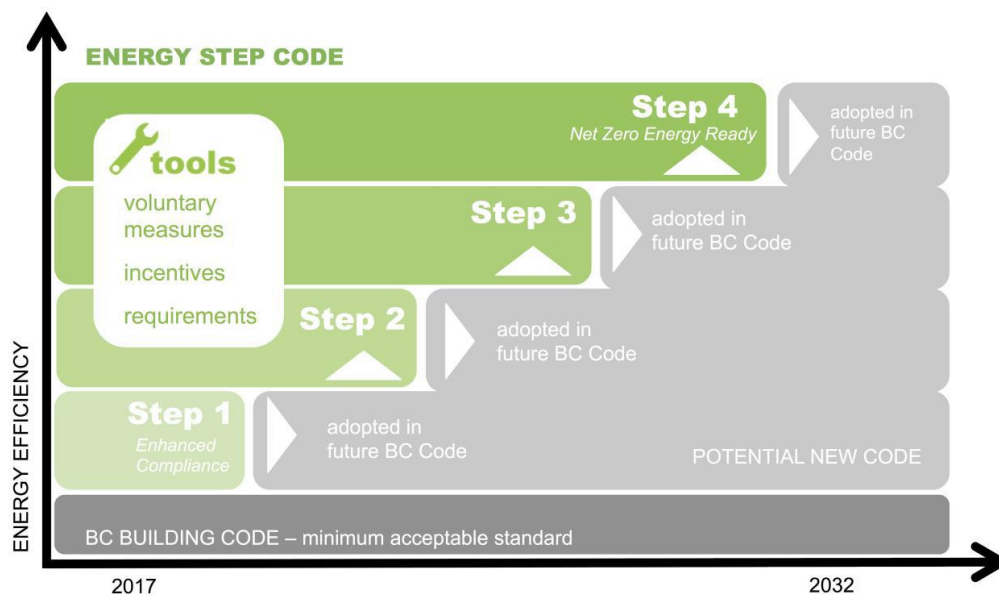 ENERGY STEP CODE
Step 4
Net Zero Energy Ready
adopted in
future BC
Code
tools
voluntary
measures
incentives
requirements
Step 3
adopted in
future BC Code
Step 2
adopted in
future BC Code
Step 1
Enhanced
Compliance
adopted in
future BC Code
POTENTIAL NEW CODE
BC BUILDING CODE – minimum acceptable standard
ENERGY EFFICIENCY
2017
2032